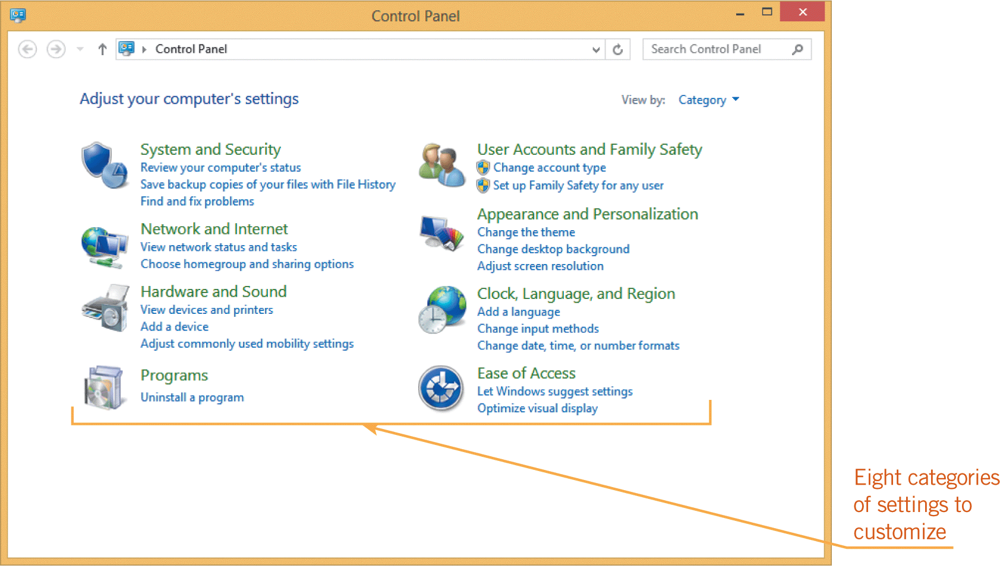 Control Panel
Control Panel
Search Control Panel
Adjust your computer's settings
View by: Category
System and Security
Review your computer's status
Save backup copies of your files with File History
Find and fix problems
Network and Internet
View network status and tasks
Choose homegroup and sharing options
Hardware and Sound
View devices and printers
Add a device
Adjust commonly used mobility settings
Programs
Uninstall a program
User Accounts and Family Safety
Change account type
Set up Family Safety for any user
Appearance and Personalization
Change the theme
Change desktop background
Adjust screen resolution
Clock, Language, and Region
Add a language
Change input methods
Change date, time, or number formats
Ease of Access
Let Windows suggest settings
Optimize visual display
Eight categories
of settings to
customize